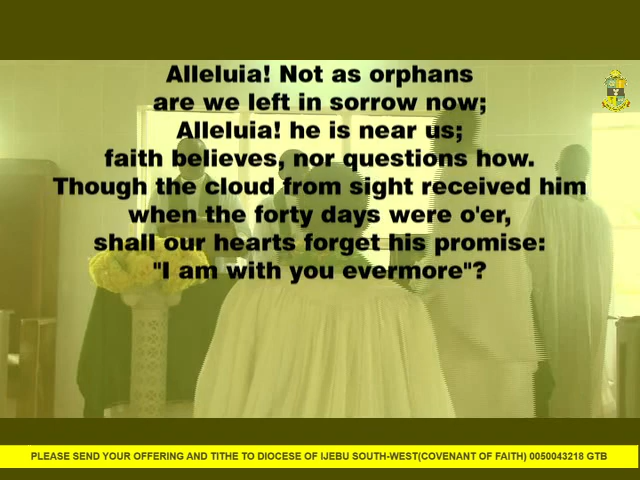 Alleluia! Not as orphans
are we left in sorrow now;
Alleluia! he is near us;
faith believes, nor questions how.
Though the cloud from sight received him
when the forty days were o'er,
shall our hearts forget his promise:
"I am with you evermore"?
PLEASE SEND YOUR OFFERING AND TITHE TO DIOCESE OF IJEBU SOUTH-WEST(COVENANT OF FAITH) 0050043218 GTB